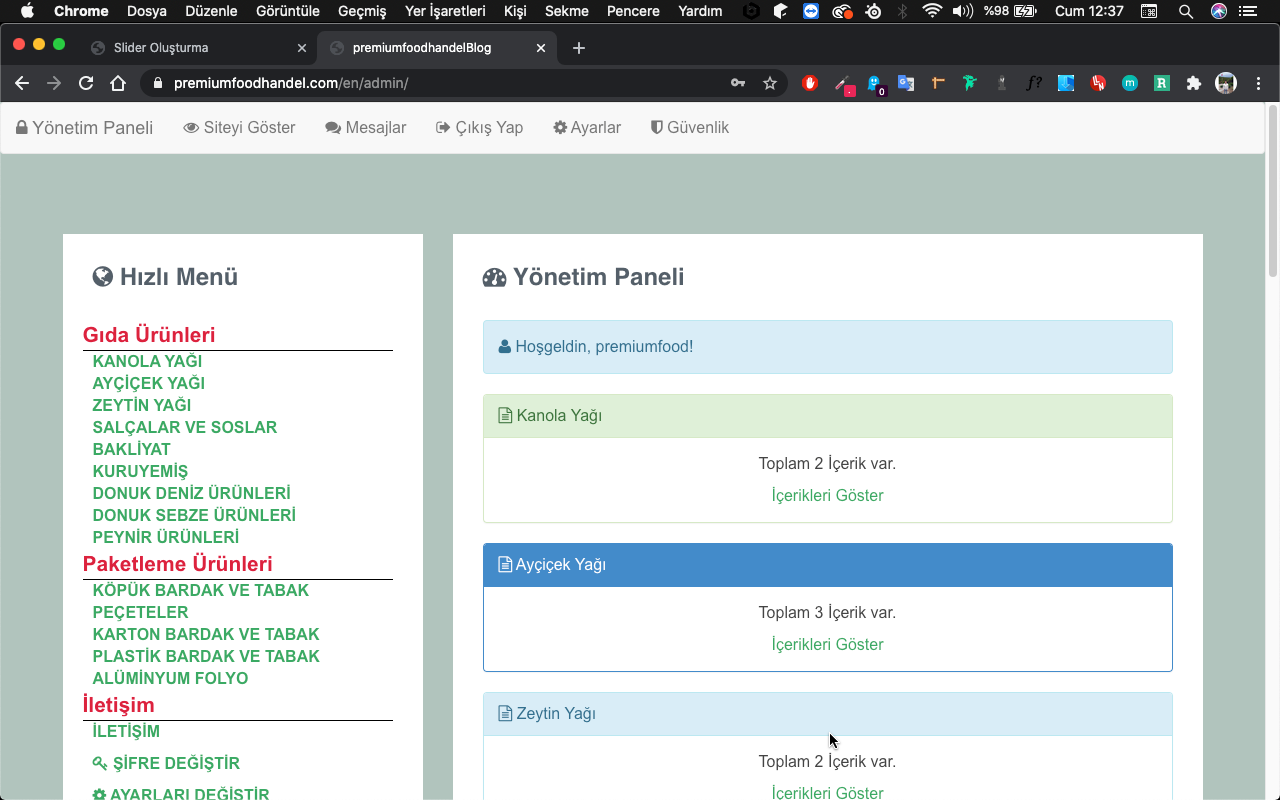 Chrome Dosya Düzenle Görüntüle Geçmiş Yer İşaretleri Kişi Sekme Pencere Yardım %98 Cum 12:37
Slider Oluşturma premiumfoodhandelBlog
premiumfoodhandel.com/en/admin/
Yönetim Paneli Siteyi Göster Mesajlar Çıkış Yap Ayarlar Güvenlik
Hızlı Menü
Gıda Ürünleri
KANOLA YAĞI
AYÇİÇEK YAĞI
ZEYTİN YAĞI
SALÇALAR VE SOSLAR
BAKLİYAT
KURUYEMİŞ
DONUK DENİZ ÜRÜNLERİ
DONUK SEBZE ÜRÜNLERİ
PEYNİR ÜRÜNLERİ
Paketleme Ürünleri
KÖPÜK BARDAK VE TABAK
PEÇETELER
KARTON BARDAK VE TABAK
PLASTİK BARDAK VE TABAK
ALÜMİNYUM FOLYO
İletişim
İLETİŞİM
ŞİFRE DEĞİŞTİR
AYARLARI DEĞİŞTİR
Yönetim Paneli
Hoşgeldin, premiumfood!
Kanola Yağı
Toplam 2 İçerik var.
İçerikleri Göster
Ayçiçek Yağı
Toplam 3 İçerik var.
İçerikleri Göster
Zeytin Yağı
Toplam 2 İçerik var.
İçerikleri Göster